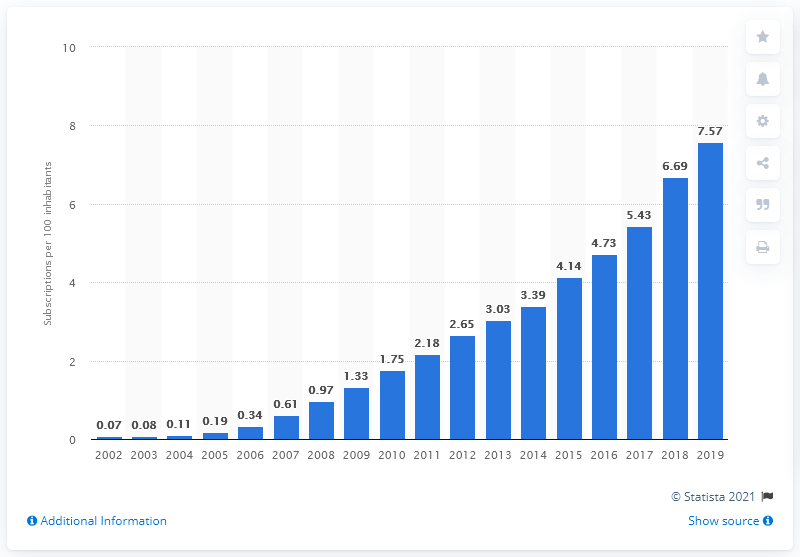 10
8
6
4
2
0
Subscriptions per 100 inhabitants
0.07 0.08 0.11 0.19 0.34 0.61 0.97 1.33 1.75 2.18 2.65 3.03 3.39 4.14 4.73 5.43 6.69 7.57
2002 2003 2004 2005 2006 2007 2008 2009 2010 2011 2012 2013 2014 2015 2016 2017 2018 2019
© Statista 2021
Additional Information Show source